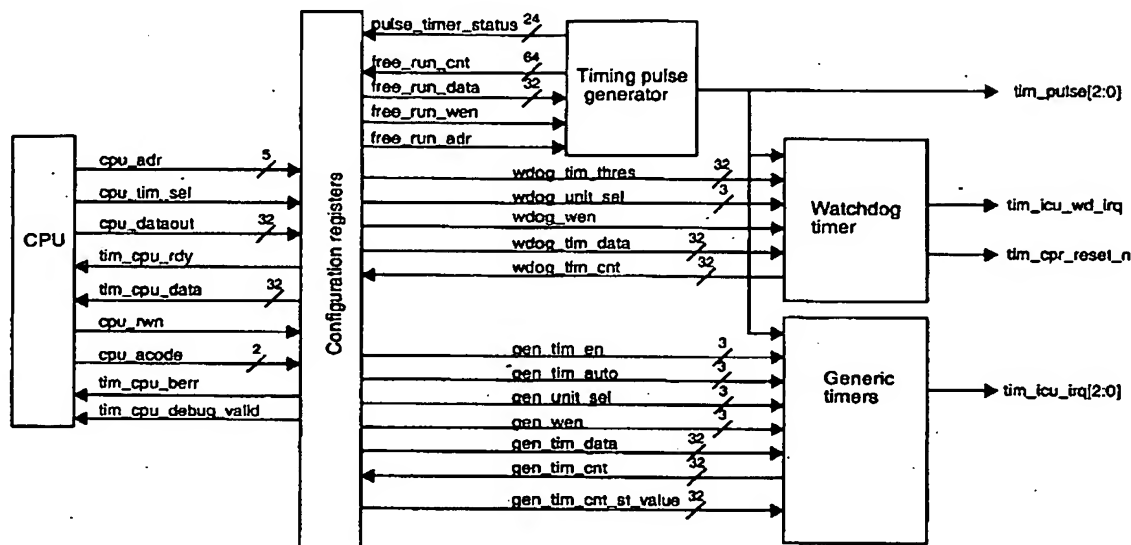 pulse_timer_status 24
free_run_cnt 64
free_run_data 32
free_run_wen
free_run_adr
Timing pulse
generator
tim_pulse[2:0]
CPU
cpu_adr 5
cpu_tim_sel
cpu_dataout 32
tim_cpu_rdy
tim_cpu_data 32
cpu_rwn
cpu_acode 2
tim_cpu_berr
tim_cpu_debug_valid
Configuration registers
wdog_tim_thres 32
wdog_unit_sel 3
wdog_wen
wdog_tim_data 32
wdog_tim_cnt 32
Watchdog
timer
tim_icu_wd_irq
tim_cpr_reset_n
gen_tim_en 3
gen_tim_auto 3
gen_unit_sel 3
gen_wen 3
gen_tim_data 32
gen_tim_cnt 32
gen_tim_cnt_st_value 32
Generic
timers
tim_icu_irq[2:0]